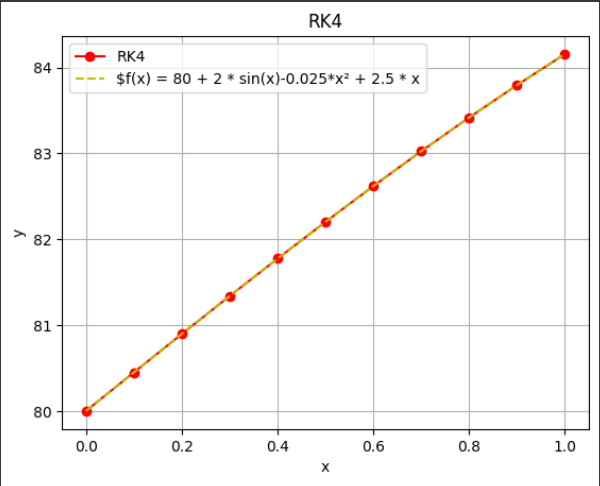 RK4
RK4
$f(x) = 80 + 2 * sin(x)-0.025*x² + 2.5 * x
84
83
82
81
80
y
0.0 0.2 0.4 0.6 0.8 1.0
x